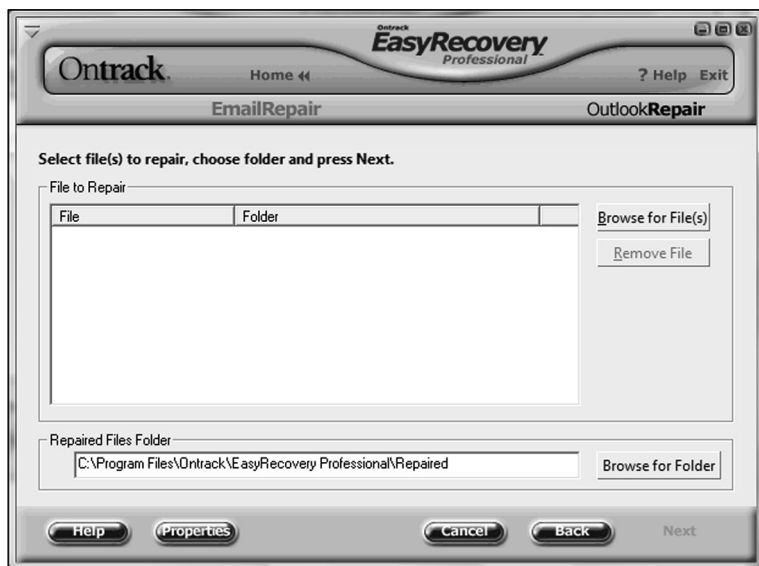 Ontrack
EasyRecovery
Professional
Ontrack.
Home
? Help Exit
EmailRepair
OutlookRepair
Select file(s) to repair, choose folder and press Next.
File to Repair
File Folder
Browse for File(s)
Remove File
Repaired Files Folder
C:\Program Files\Ontrack\EasyRecovery Professional\Repaired
Browse for Folder
Help Properties Cancel Back Next